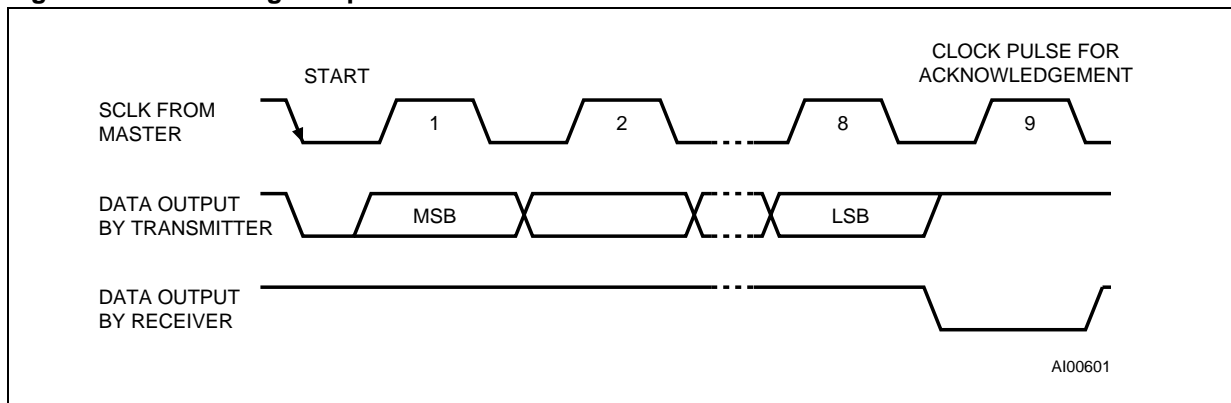 START
CLOCK PULSE FOR
ACKNOWLEDGEMENT
SCLK FROM
MASTER
1
2
8
9
DATA OUTPUT
BY TRANSMITTER
MSB
LSB
DATA OUTPUT
BY RECEIVER
AI00601